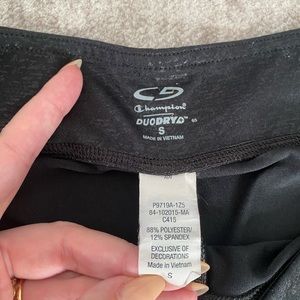 C9
Champion
DUODRY+
S
MADE IN VIETNAM
P9719A-1Z5
84-102015-MA
C415
88% POLYESTER/
12% SPANDEX
EXCLUSIVE OF
DECORATIONS
Made in Vietnam
S